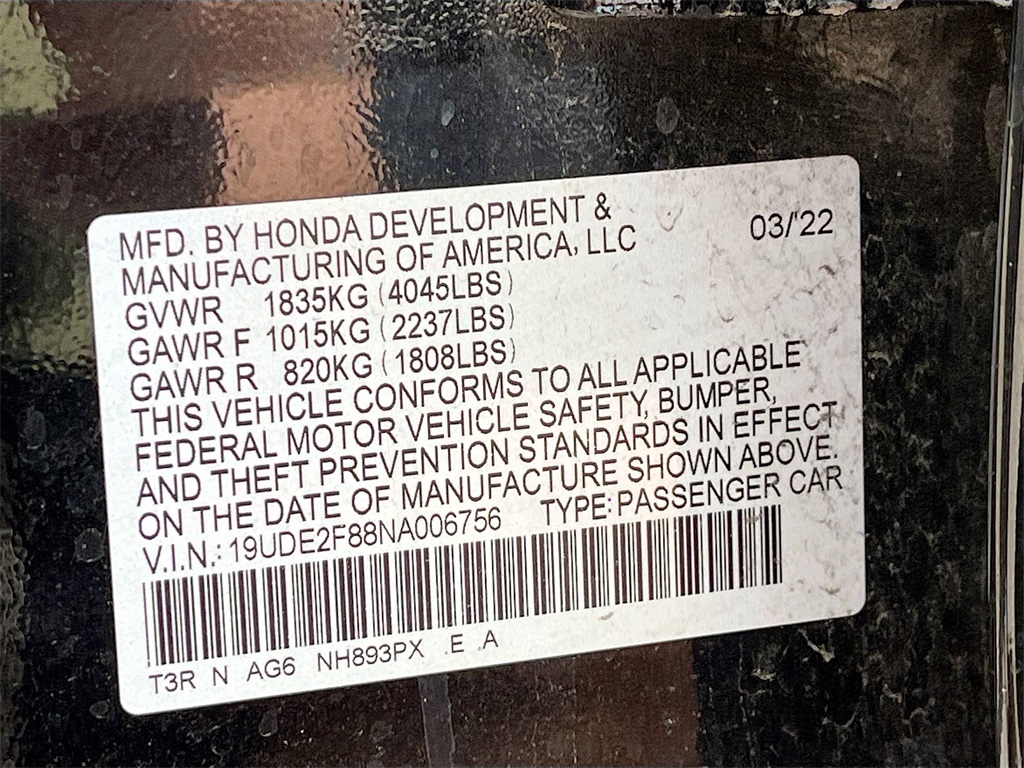 MFD. BY HONDA DEVELOPMENT &
MANUFACTURING OF AMERICA, LLC 03/'22
GVWR 1835KG (4045LBS)
GAWR F 1015KG (2237LBS)
GAWR R 820KG (1808LBS)
THIS VEHICLE CONFORMS TO ALL APPLICABLE
FEDERAL MOTOR VEHICLE SAFETY, BUMPER,
AND THEFT PREVENTION STANDARDS IN EFFECT
ON THE DATE OF MANUFACTURE SHOWN ABOVE.
V.I.N.: 19UDE2F88NA006756 TYPE: PASSENGER CAR
T3R N AG6 NH893PX .E .A